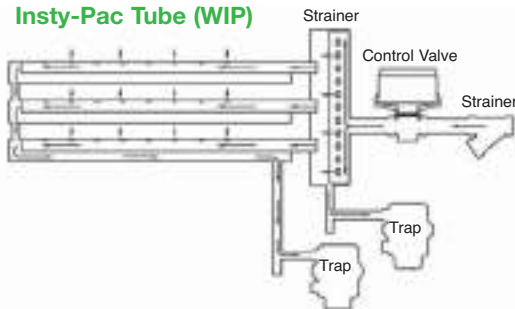 Insty-Pac Tube (WIP)
Strainer
Control Valve
Strainer
Trap
Trap